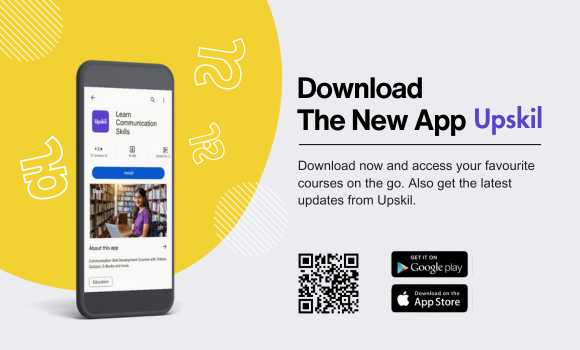 Download
The New App Upskil
Download now and access your favourite
courses on the go. Also get the latest
updates from Upskil.
GET IT ON
Google play
Download on the
App Store
Upskil
Learn
Communication
Skills
4.3★
Install
Upskil
About this app
Communication Skill Development Courses with Videos,
Quizzes, E-Books and more.
Education